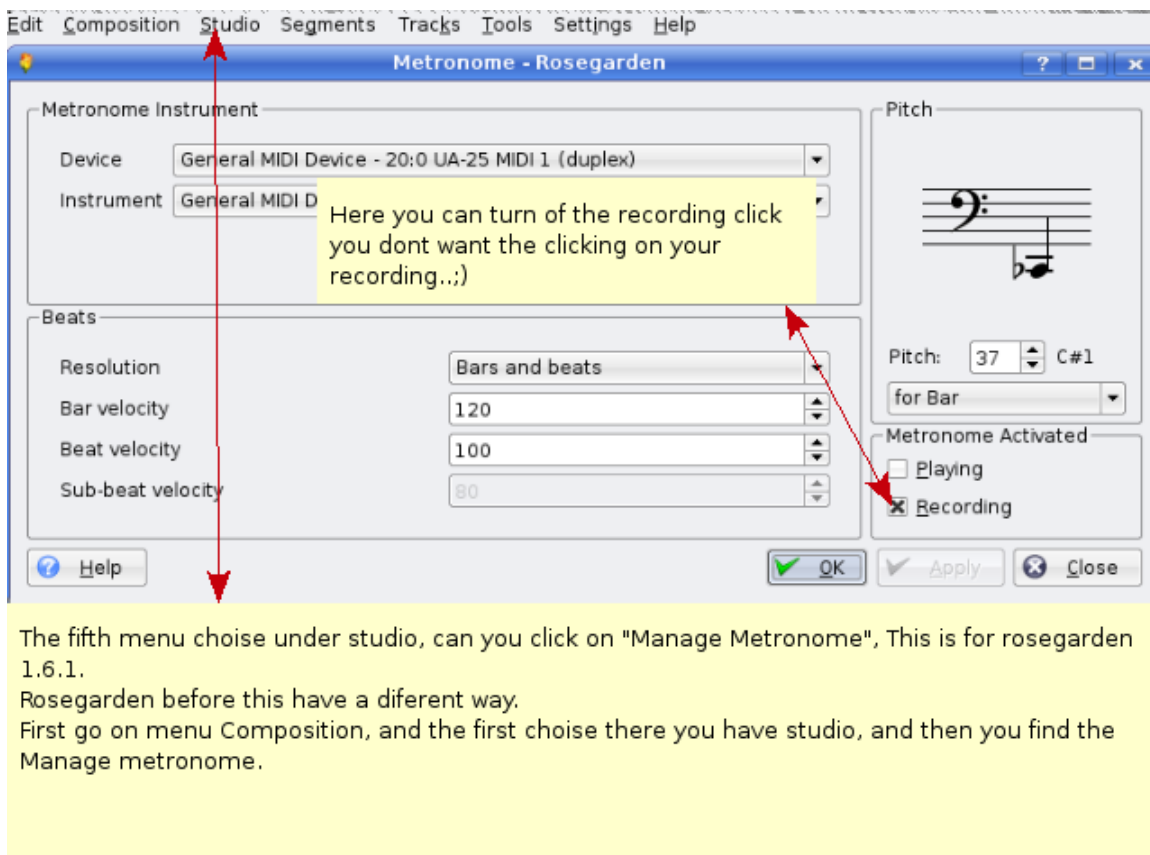 Edit Composition Studio Segments Tracks Tools Settings Help
Metronome - Rosegarden
Metronome Instrument
Device General MIDI Device - 20:0 UA-25 MIDI 1 (duplex)
Instrument General MIDI D
Here you can turn of the recording click
you dont want the clicking on your
recording..;)
Beats
Resolution Bars and beats
Bar velocity 120
Beat velocity 100
Sub-beat velocity 80
Pitch
Pitch: 37 C#1
for Bar
Metronome Activated
Playing
Recording
Help OK Apply Close
The fifth menu choise under studio, can you click on "Manage Metronome", This is for rosegarden
1.6.1.
Rosegarden before this have a diferent way.
First go on menu Composition, and the first choise there you have studio, and then you find the
Manage metronome.